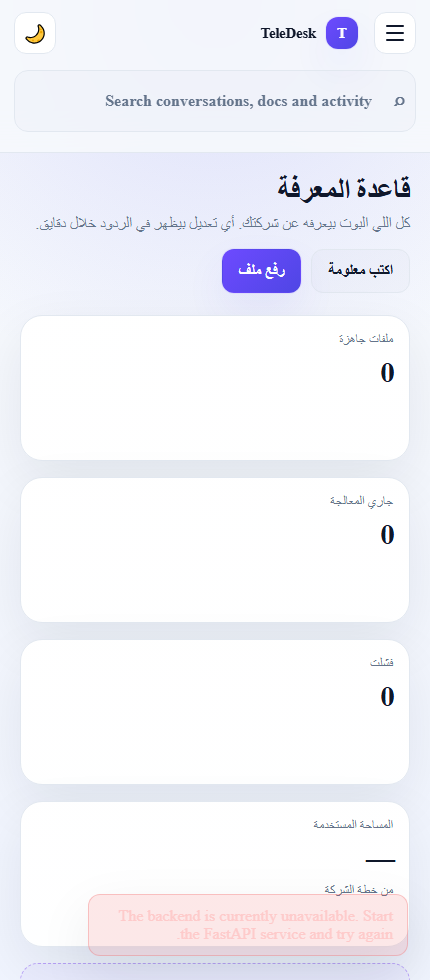 TeleDesk T
Search conversations, docs and activity
قاعدة المعرفة
كل اللي البوت بيعرفه عن شركتك. أي تعديل بيظهر في الردود خلال دقايق.
اكتب معلومة
رفع ملف
ملفات جاهزة
0
جاري المعالجة
0
فشلت
0
المساحة المستخدمة
—
من خطة الشركة
The backend is currently unavailable. Start
.the FastAPI service and try again